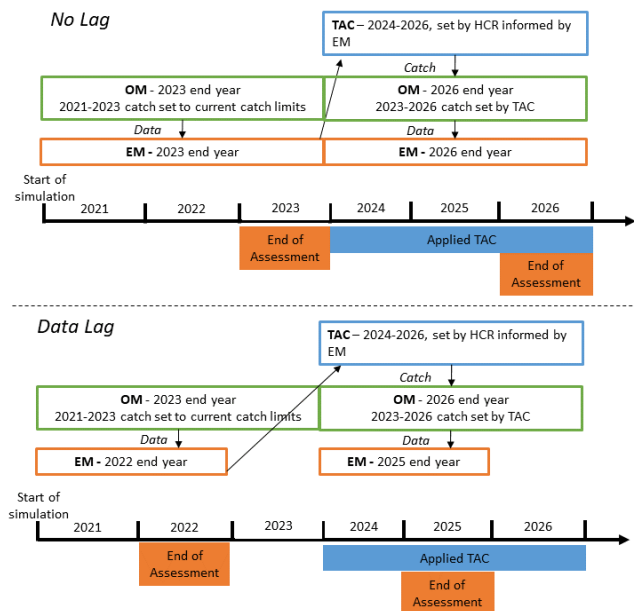 No Lag
TAC – 2024-2026, set by HCR informed by
EM
Catch
OM - 2023 end year
2021-2023 catch set to current catch limits
OM - 2026 end year
2023-2026 catch set by TAC
Data
Data
EM - 2023 end year
EM - 2026 end year
Start of
simulation
2021
2022
2023
2024
2025
2026
End of
Assessment
Applied TAC
End of
Assessment
Data Lag
TAC – 2024-2026, set by HCR informed by
EM
Catch
OM - 2023 end year
2021-2023 catch set to current catch limits
OM - 2026 end year
2023-2026 catch set by TAC
Data
Data
EM - 2022 end year
EM - 2025 end year
Start of
simulation
2021
2022
2023
2024
2025
2026
End of
Assessment
Applied TAC
End of
Assessment